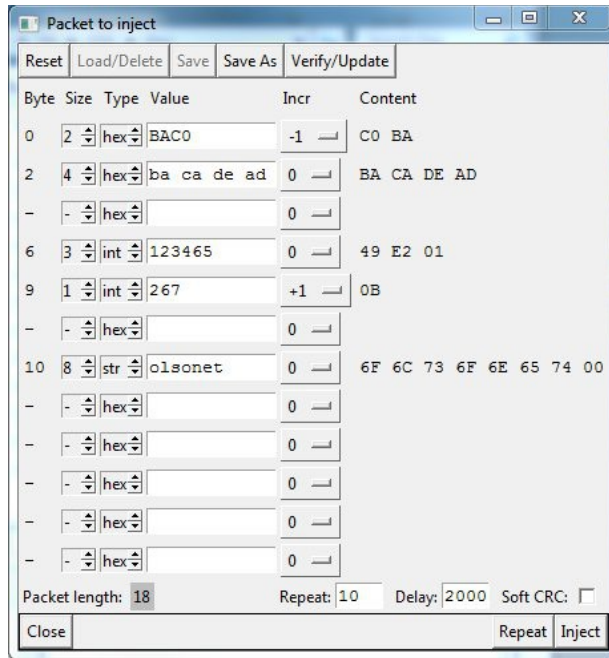 Packet to inject
Reset Load/Delete Save Save As Verify/Update
Byte Size Type Value Incr Content
0 2 hex BAC0 -1 C0 BA
2 4 hex ba ca de ad 0 BA CA DE AD
– - hex 0
6 3 int 123465 0 49 E2 01
9 1 int 267 +1 0B
– - hex 0
10 8 str olsonet 0 6F 6C 73 6F 6E 65 74 00
– - hex 0
– - hex 0
– - hex 0
– - hex 0
– - hex 0
Packet length: 18 Repeat: 10 Delay: 2000 Soft CRC:
Close Repeat Inject